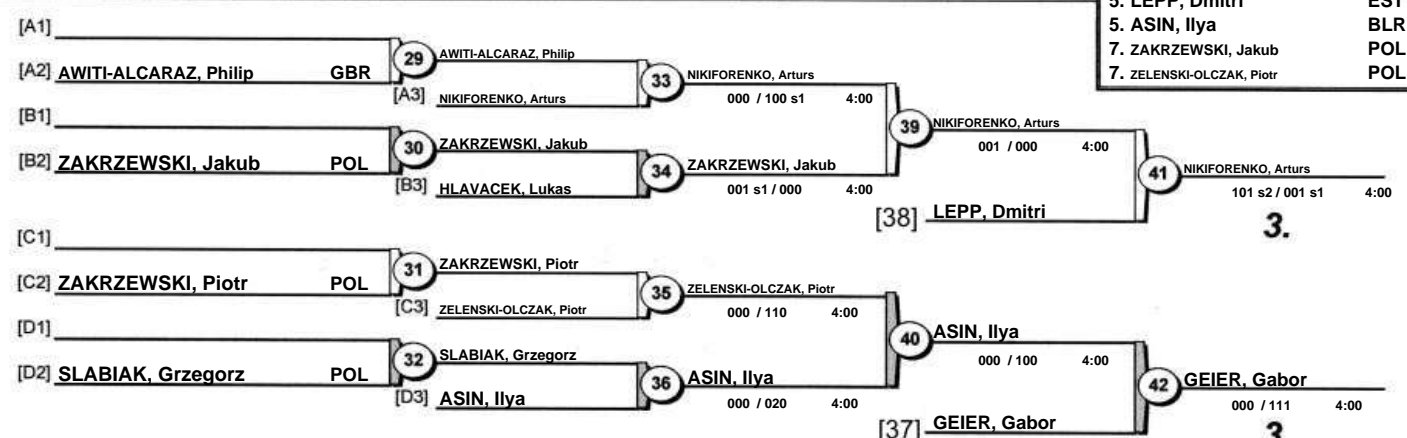 5. LEPP, Dmitri EST
5. ASIN, Ilya BLR
7. ZAKRZEWSKI, Jakub POL
7. ZELENSKI-OLCZAK, Piotr POL
[A1]
[A2] AWITI-ALCARAZ, Philip GBR
29
AWITI-ALCARAZ, Philip
[A3] NIKIFORENKO, Arturs
33
NIKIFORENKO, Arturs
000 / 100 s1 4:00
[B1]
[B2] ZAKRZEWSKI, Jakub POL
30
ZAKRZEWSKI, Jakub
[B3] HLAVACEK, Lukas
34
ZAKRZEWSKI, Jakub
001 s1 / 000 4:00
39
NIKIFORENKO, Arturs
001 / 000 4:00
[38] LEPP, Dmitri
41
NIKIFORENKO, Arturs
101 s2 / 001 s1 4:00
3.
[C1]
[C2] ZAKRZEWSKI, Piotr POL
31
ZAKRZEWSKI, Piotr
[C3] ZELENSKI-OLCZAK, Piotr
35
ZELENSKI-OLCZAK, Piotr
000 / 110 4:00
[D1]
[D2] SLABIAK, Grzegorz POL
32
SLABIAK, Grzegorz
[D3] ASIN, Ilya
36
ASIN, Ilya
000 / 020 4:00
40
ASIN, Ilya
000 / 100 4:00
[37] GEIER, Gabor
42
GEIER, Gabor
000 / 111 4:00
3